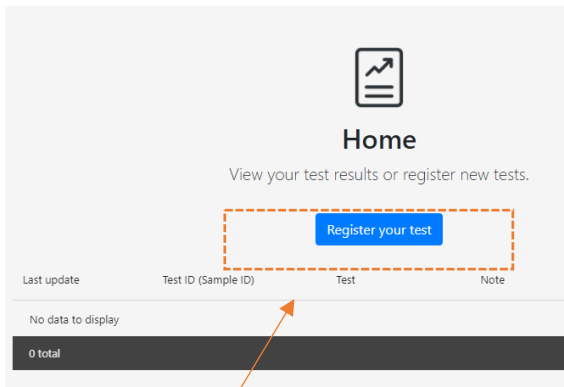 Home
View your test results or register new tests.
Register your test
Last update Test ID (Sample ID) Test Note
No data to display
0 total